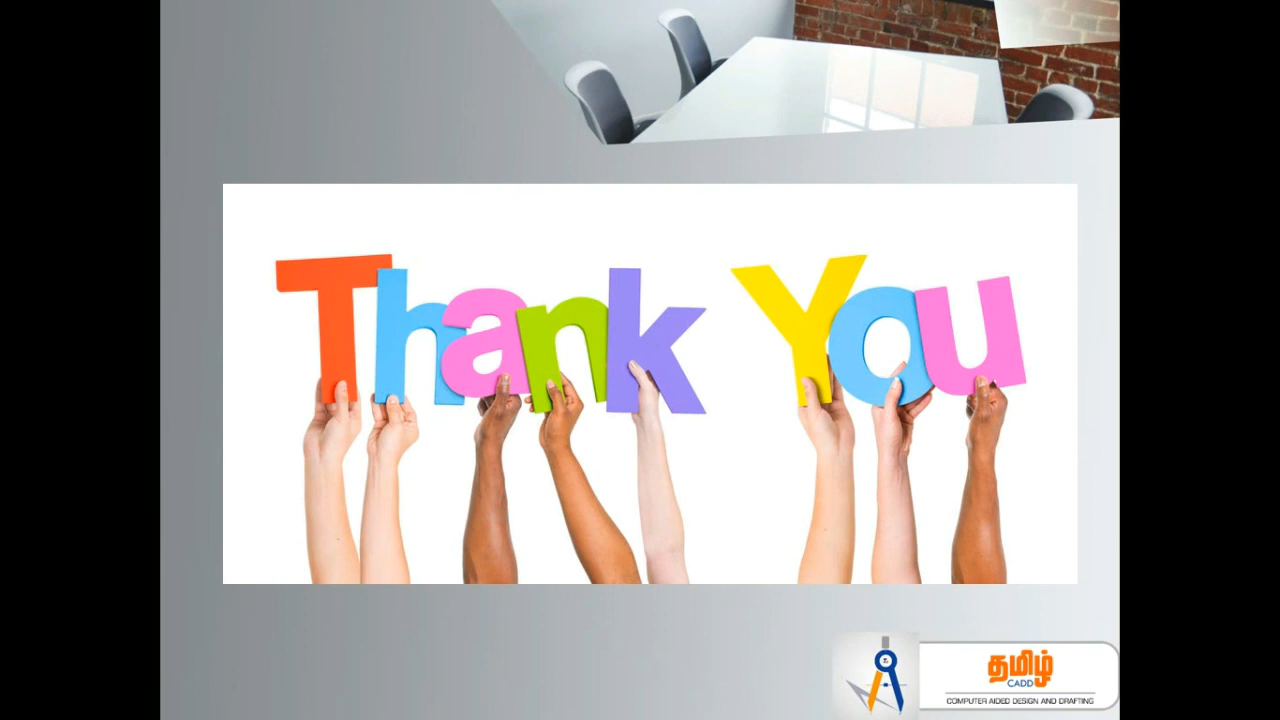 Thank You
தமிழ்
CADD
COMPUTER AIDED DESIGN AND DRAFTING